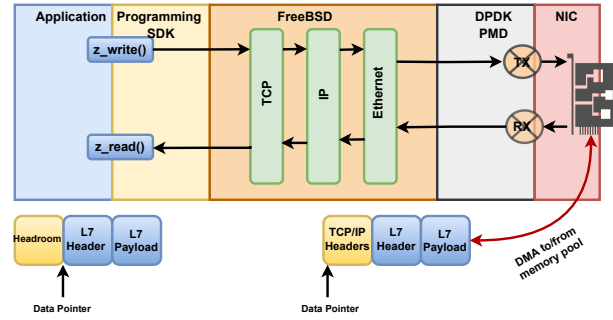 Application
Programming
SDK
FreeBSD
DPDK
PMD
NIC
z_write()
TCP
IP
Ethernet
TX
z_read()
RX
Headroom
L7
Header
L7
Payload
TCP/IP
Headers
L7
Header
L7
Payload
DMA to/from
memory pool
Data Pointer
Data Pointer